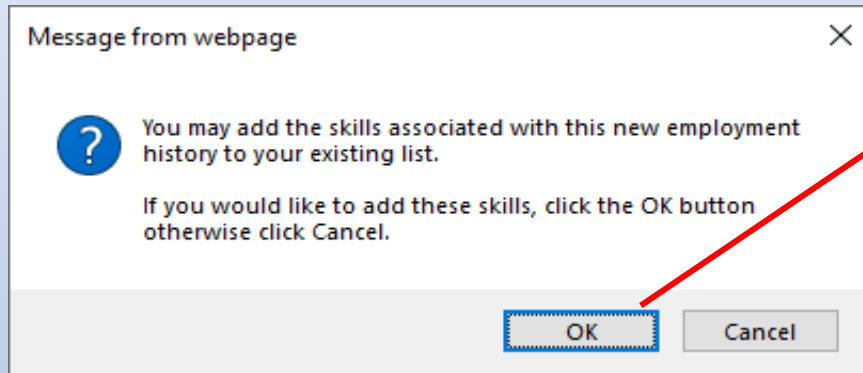 Message from webpage
You may add the skills associated with this new employment
history to your existing list.
If you would like to add these skills, click the OK button
otherwise click Cancel.
OK
Cancel